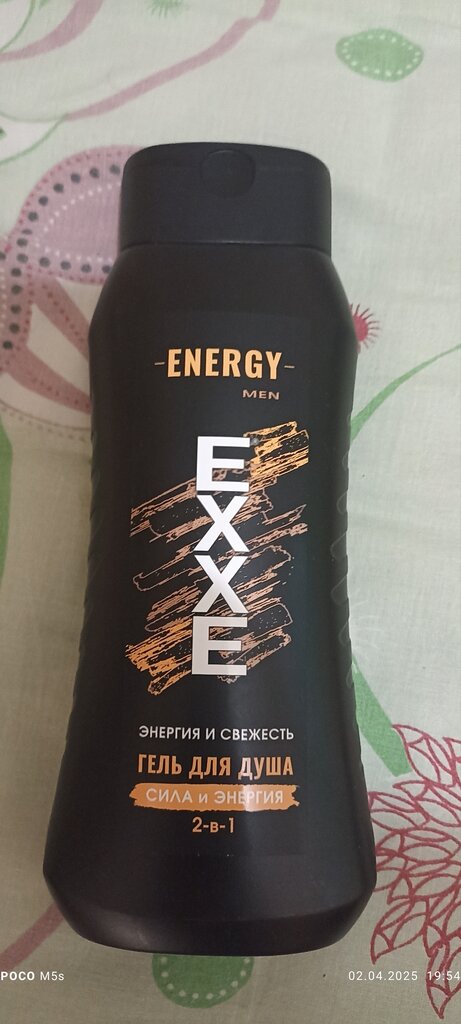 -ENERGY-
MEN
EXXE
ЭНЕРГИЯ И СВЕЖЕСТЬ
ГЕЛЬ ДЛЯ ДУША
СИЛА и ЭНЕРГИЯ
2-в-1
POCO M5s
02.04.2025 19:54